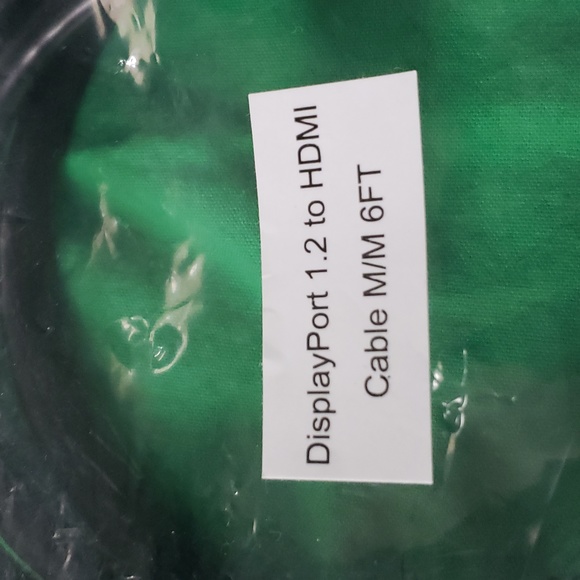 DisplayPort 1.2 to HDMI
Cable M/M 6FT